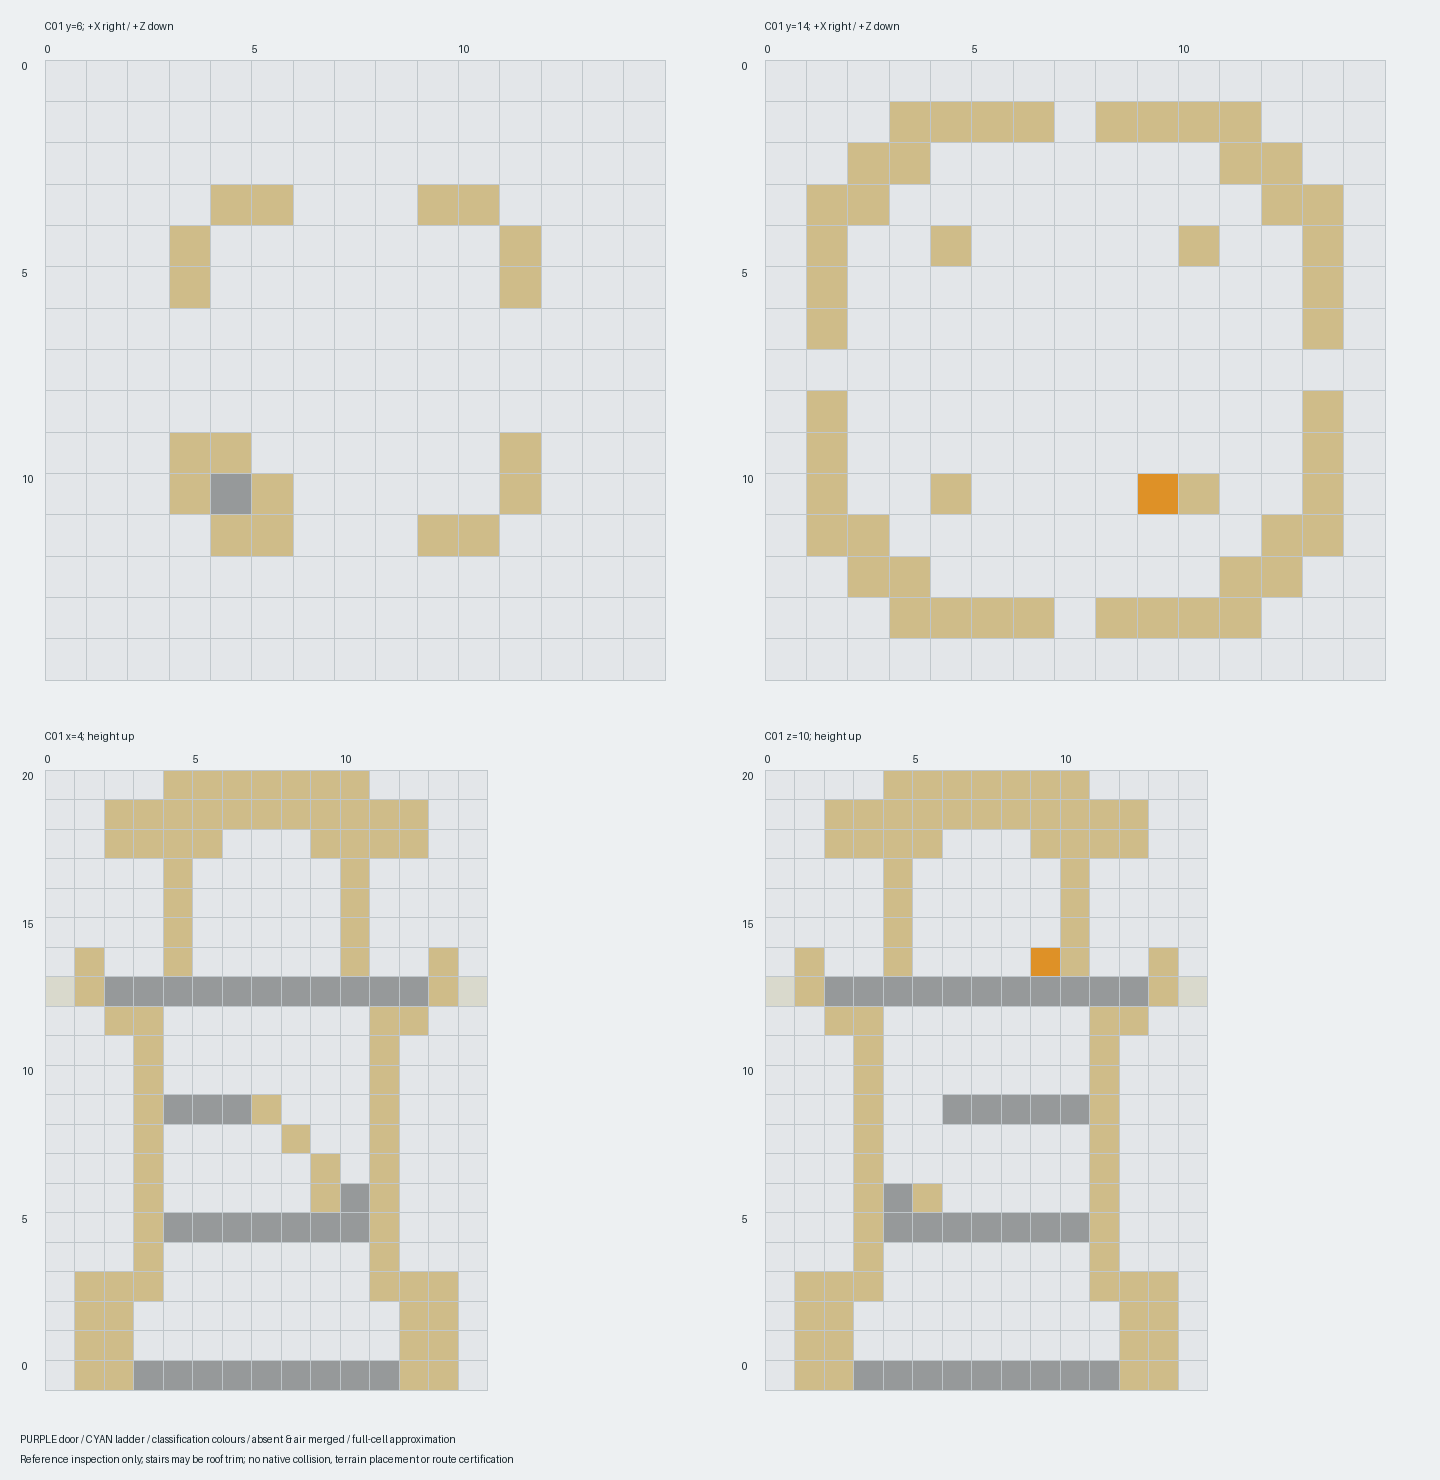 C01 y=6; +X right / +Z down
0 5 10
0
5
10
C01 y=14; +X right / +Z down
0 5 10
0
5
10
C01 x=4; height up
0 5 10
20
15
10
5
0
C01 z=10; height up
0 5 10
20
15
10
5
0
PURPLE door / CYAN ladder / classification colours / absent & air merged / full-cell approximation
Reference inspection only; stairs may be roof trim; no native collision, terrain placement or route certification